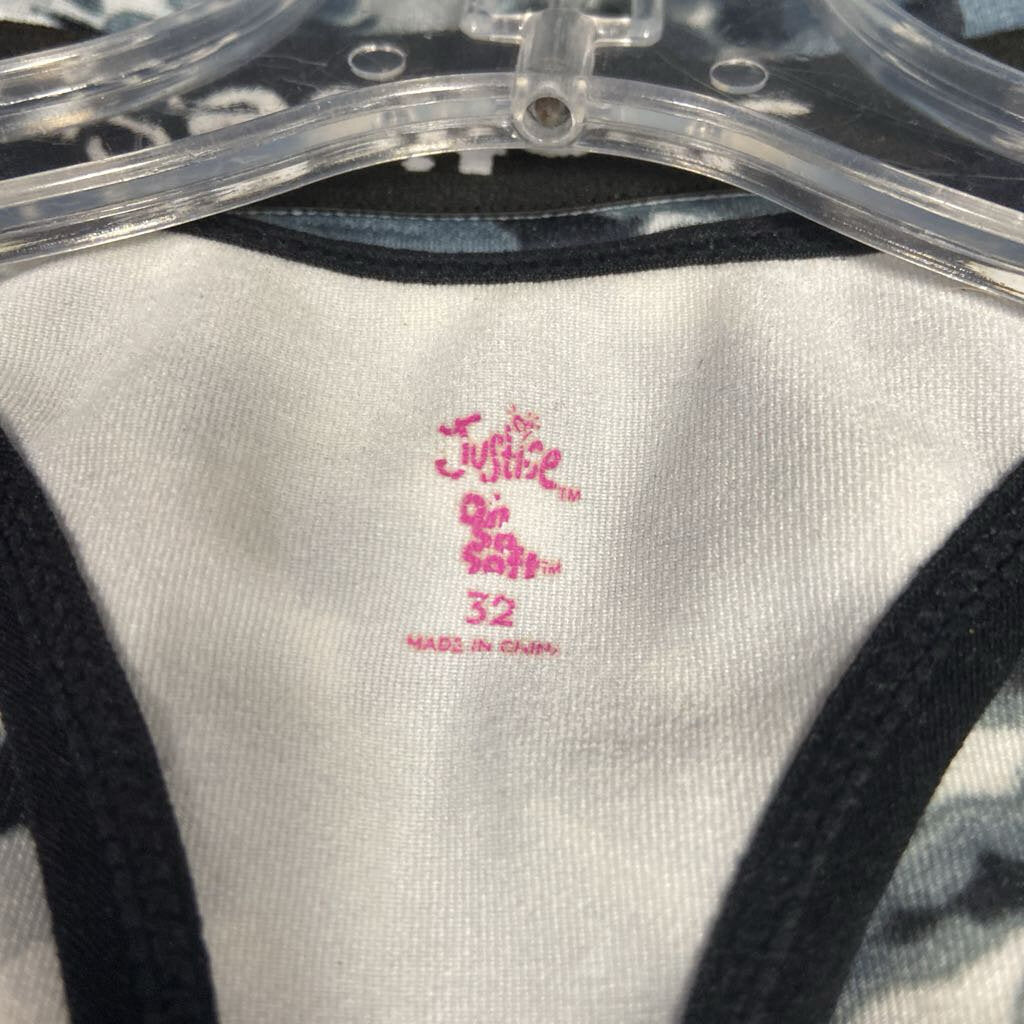 Justice™
Oh
So
Soft™
32
MADE IN CHINA